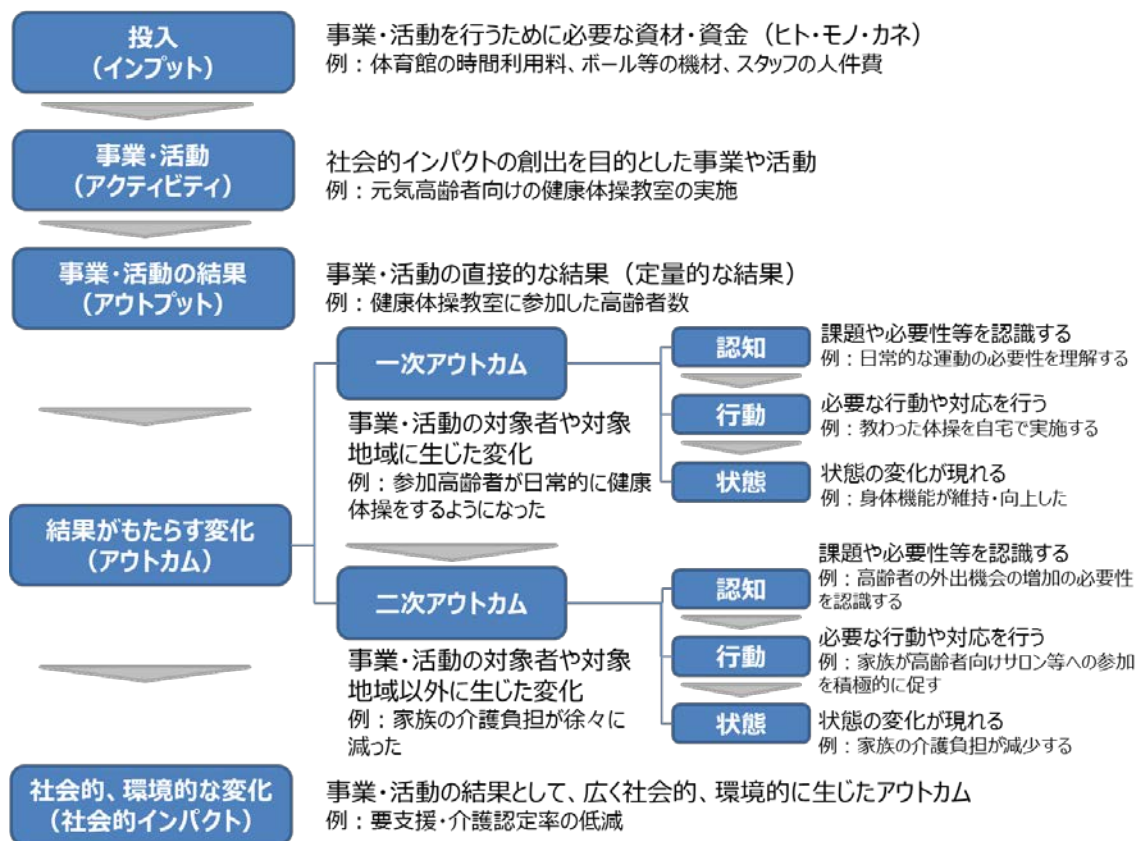 投入
（インプット）
事業・活動を行うために必要な資材・資金（ヒト・モノ・カネ）
例：体育館の時間利用料、ボール等の機材、スタッフの人件費
事業・活動
（アクティビティ）
社会的インパクトの創出を目的とした事業や活動
例：元気高齢者向けの健康体操教室の実施
事業・活動の結果
（アウトプット）
事業・活動の直接的な結果（定量的な結果）
例：健康体操教室に参加した高齢者数
結果がもたらす変化
（アウトカム）
一次アウトカム
事業・活動の対象者や対象
地域に生じた変化
例：参加高齢者が日常的に健康
体操をするようになった
認知
課題や必要性等を認識する
例：日常的な運動の必要性を理解する
行動
必要な行動や対応を行う
例：教わった体操を自宅で実施する
状態
状態の変化が現れる
例：身体機能が維持・向上した
二次アウトカム
事業・活動の対象者や対象
地域以外に生じた変化
例：家族の介護負担が徐々に
減った
認知
課題や必要性等を認識する
例：高齢者の外出機会の増加の必要性
を認識する
行動
必要な行動や対応を行う
例：家族が高齢者向けサロン等への参加
を積極的に促す
状態
状態の変化が現れる
例：家族の介護負担が減少する
社会的、環境的な変化
（社会的インパクト）
事業・活動の結果として、広く社会的、環境的に生じたアウトカム
例：要支援・介護認定率の低減